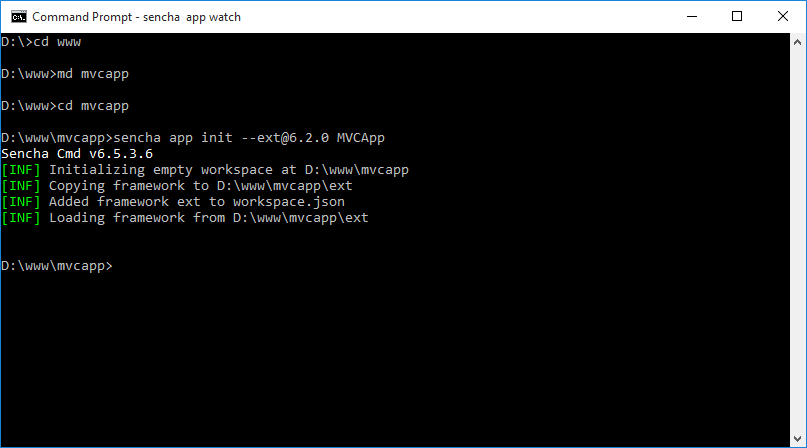 Command Prompt - sencha  app watch
D:\>cd www
D:\www>md mvcapp
D:\www>cd mvcapp
D:\www\mvcapp>sencha app init --ext@6.2.0 MVCApp
Sencha Cmd v6.5.3.6
[INF] Initializing empty workspace at D:\www\mvcapp
[INF] Copying framework to D:\www\mvcapp\ext
[INF] Added framework ext to workspace.json
[INF] Loading framework from D:\www\mvcapp\ext
D:\www\mvcapp>